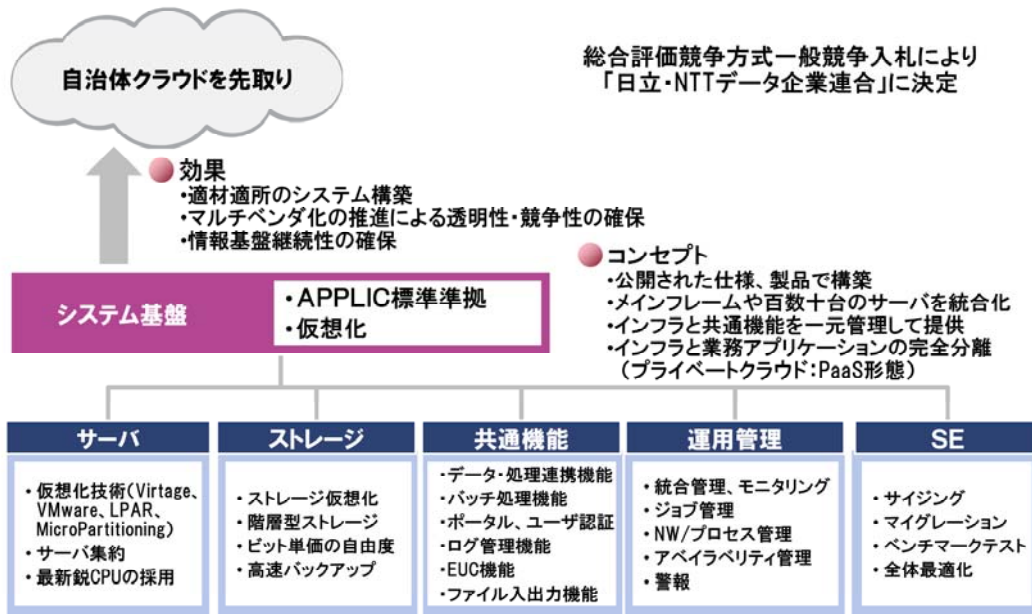 自治体クラウドを先取り
総合評価競争方式一般競争入札により
「日立・NTTデータ企業連合」に決定
効果
・適材適所のシステム構築
・マルチベンダ化の推進による透明性・競争性の確保
・情報基盤継続性の確保
コンセプト
・公開された仕様、製品で構築
・メインフレームや百数十台のサーバを統合化
・インフラと共通機能を一元管理して提供
・インフラと業務アプリケーションの完全分離
（プライベートクラウド：PaaS形態）
システム基盤
・APPLIC標準準拠
・仮想化
サーバ
・仮想化技術（Virtage、
VMware、LPAR、
MicroPartitioning）
・サーバ集約
・最新鋭CPUの採用
ストレージ
・ストレージ仮想化
・階層型ストレージ
・ビット単価の自由度
・高速バックアップ
共通機能
・データ・処理連携機能
・バッチ処理機能
・ポータル、ユーザ認証
・ログ管理機能
・EUC機能
・ファイル入出力機能
運用管理
・統合管理、モニタリング
・ジョブ管理
・NW/プロセス管理
・アベイラベリティ管理
・警報
SE
・サイジング
・マイグレーション
・ベンチマークテスト
・全体最適化